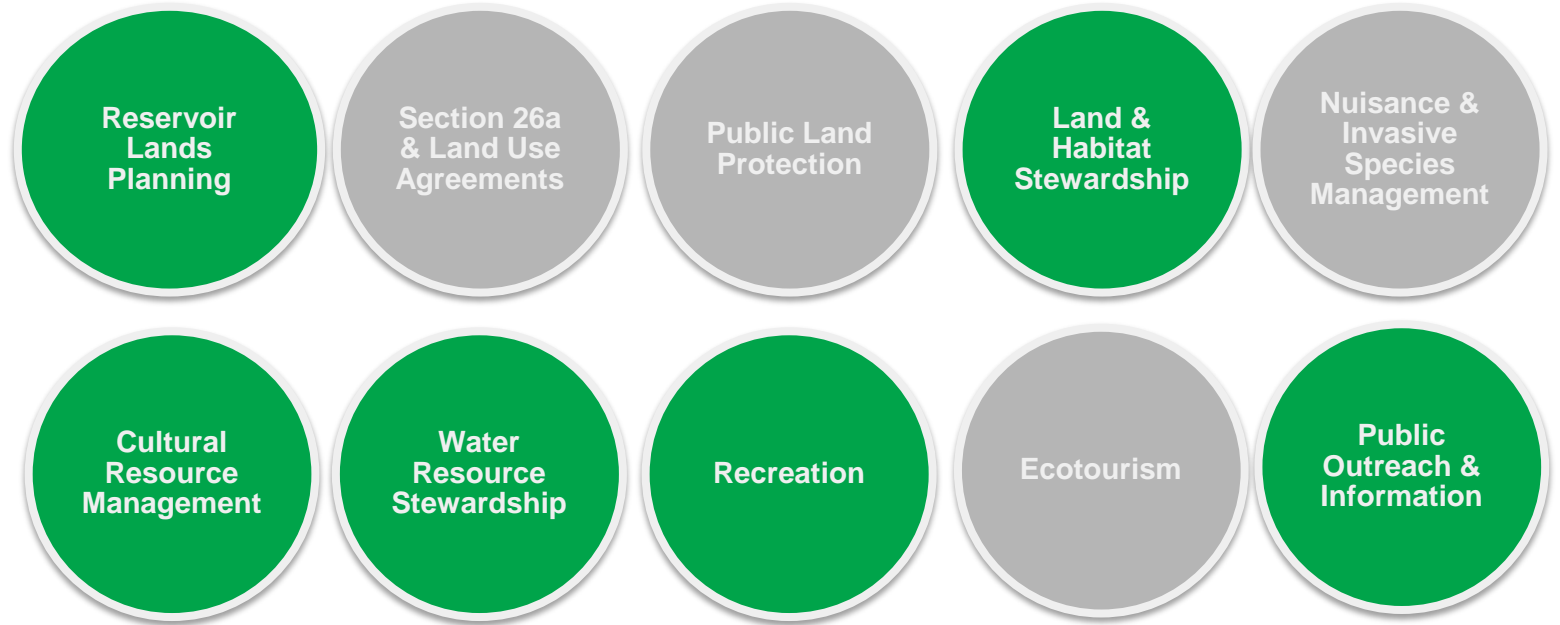 Reservoir
Lands
Planning
Section 26a
& Land Use
Agreements
Public Land
Protection
Land &
Habitat
Stewardship
Nuisance &
Invasive
Species
Management
Cultural
Resource
Management
Water
Resource
Stewardship
Recreation
Ecotourism
Public
Outreach &
Information